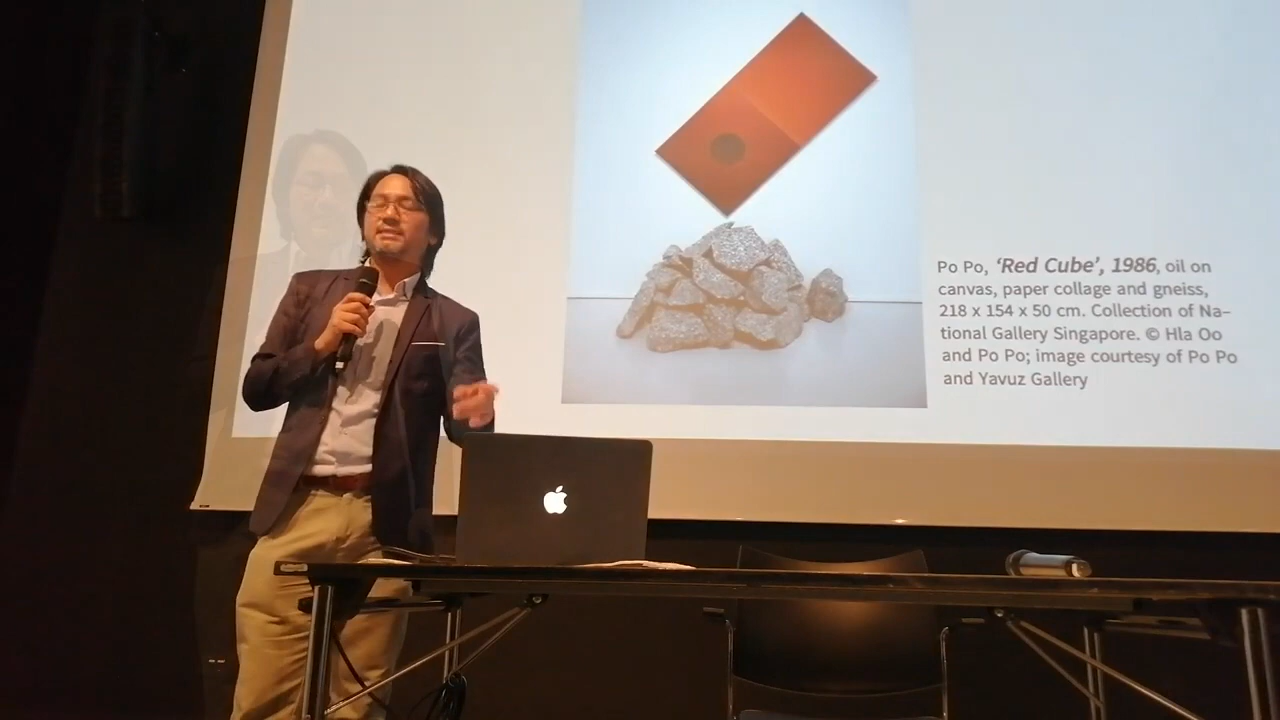 Po Po, ‘Red Cube’, 1986, oil on
canvas, paper collage and gneiss,
218 x 154 x 50 cm. Collection of Na-
tional Gallery Singapore. © Hla Oo
and Po Po; image courtesy of Po Po
and Yavuz Gallery